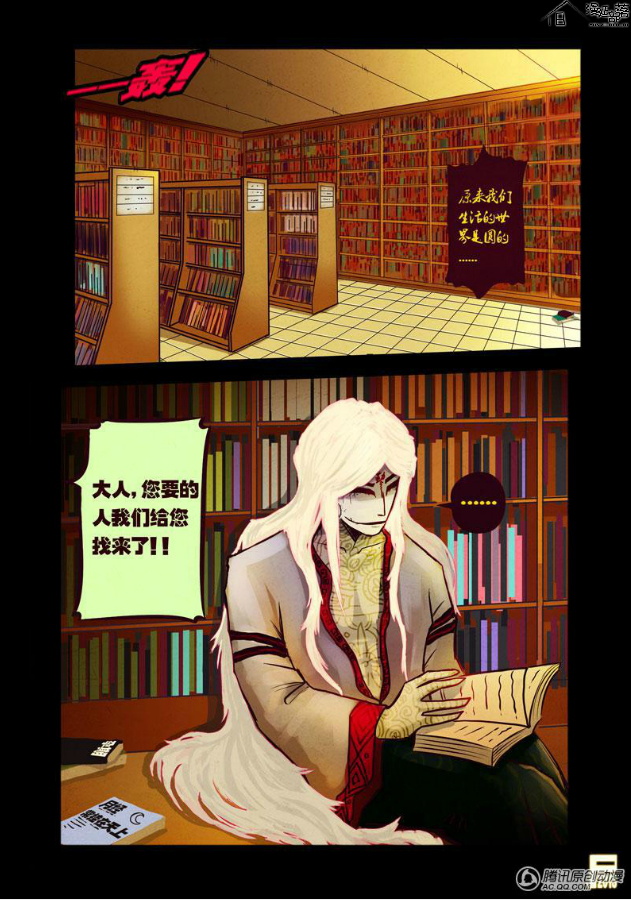 ——轰!
原来我们
生活的世
界是圆的
……
大人,您要的
人我们给您
找来了!!
……
腾讯原创动漫
AC.QQ.COM